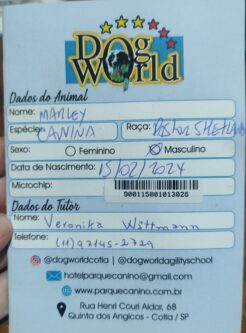 Dog World
Dados do Animal
Nome: MARLEY
Espécie: CANINA Raça: Pastor SHETLAND
Sexo: Feminino Masculino
Data de Nascimento: 15/02/2024
Microchip: 900115001013025
Dados do Tutor
Nome: Veronika Wittmann
Telefone: (11) 97145-2729
@dogworldcotia / @dogworldagilityschool
hotelparquecanino@gmail.com
www.parquecanino.com.br
Rua Henri Couri Aidar, 68
Quinta dos Angicos - Cotia / SP